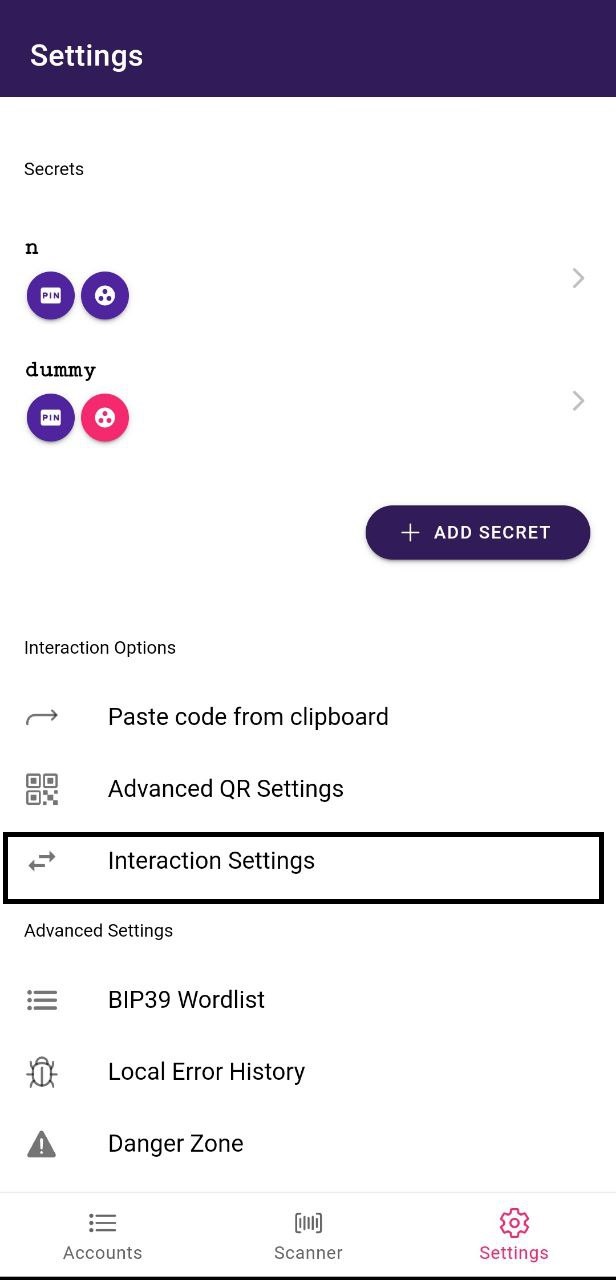 Settings
Secrets
n
PIN
dummy
PIN
ADD SECRET
Interaction Options
Paste code from clipboard
Advanced QR Settings
Interaction Settings
Advanced Settings
BIP39 Wordlist
Local Error History
Danger Zone
Accounts Scanner Settings